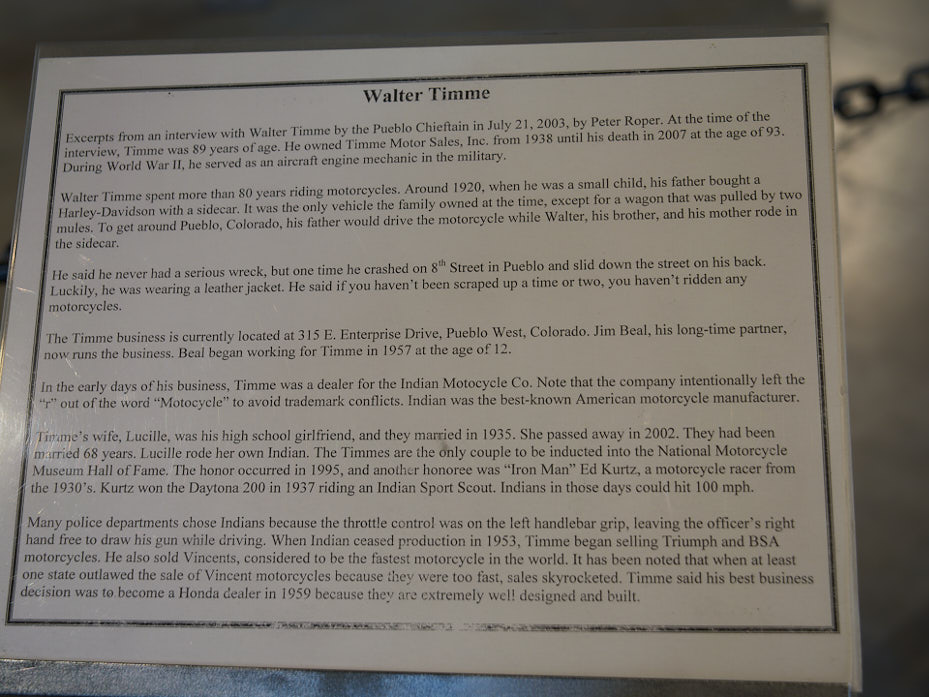 Walter Timme
Excerpts from an interview with Walter Timme by the Pueblo Chieftain in July 21, 2003, by Peter Roper. At the time of the
interview, Timme was 89 years of age. He owned Timme Motor Sales, Inc. from 1938 until his death in 2007 at the age of 93.
During World War II, he served as an aircraft engine mechanic in the military.
Walter Timme spent more than 80 years riding motorcycles. Around 1920, when he was a small child, his father bought a
Harley-Davidson with a sidecar. It was the only vehicle the family owned at the time, except for a wagon that was pulled by two
mules. To get around Pueblo, Colorado, his father would drive the motorcycle while Walter, his brother, and his mother rode in
the sidecar.
He said he never had a serious wreck, but one time he crashed on 8th Street in Pueblo and slid down the street on his back.
Luckily, he was wearing a leather jacket. He said if you haven't been scraped up a time or two, you haven't ridden any
motorcycles.
The Timme business is currently located at 315 E. Enterprise Drive, Pueblo West, Colorado. Jim Beal, his long-time partner,
now runs the business. Beal began working for Timme in 1957 at the age of 12.
In the early days of his business, Timme was a dealer for the Indian Motocycle Co. Note that the company intentionally left the
"r" out of the word "Motocycle" to avoid trademark conflicts. Indian was the best-known American motorcycle manufacturer.
Timme's wife, Lucille, was his high school girlfriend, and they married in 1935. She passed away in 2002. They had been
married 68 years. Lucille rode her own Indian. The Timmes are the only couple to be inducted into the National Motorcycle
Museum Hall of Fame. The honor occurred in 1995, and another honoree was "Iron Man" Ed Kurtz, a motorcycle racer from
the 1930's. Kurtz won the Daytona 200 in 1937 riding an Indian Sport Scout. Indians in those days could hit 100 mph.
Many police departments chose Indians because the throttle control was on the left handlebar grip, leaving the officer's right
hand free to draw his gun while driving. When Indian ceased production in 1953, Timme began selling Triumph and BSA
motorcycles. He also sold Vincents, considered to be the fastest motorcycle in the world. It has been noted that when at least
one state outlawed the sale of Vincent motorcycles because they were too fast, sales skyrocketed. Timme said his best business
decision was to become a Honda dealer in 1959 because they are extremely well designed and built.